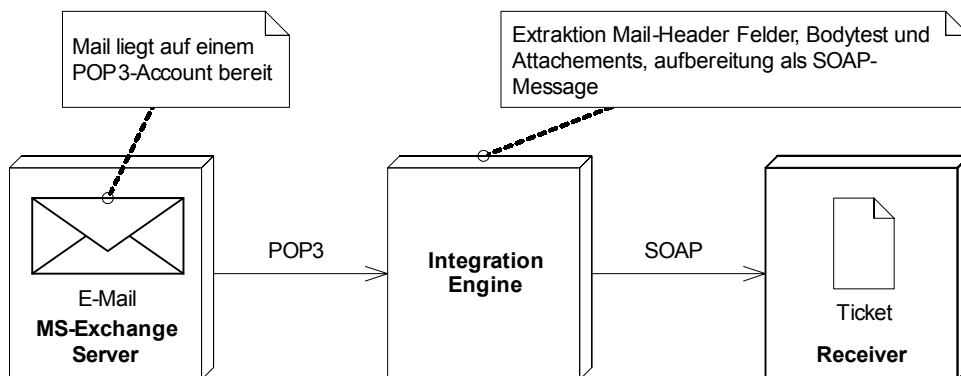 Mail liegt auf einem
POP3-Account bereit
Extraktion Mail-Header Felder, Bodytest und
Attachements, aufbereitung als SOAP-
Message
POP3
SOAP
E-Mail
MS-Exchange
Server
Integration
Engine
Ticket
Receiver